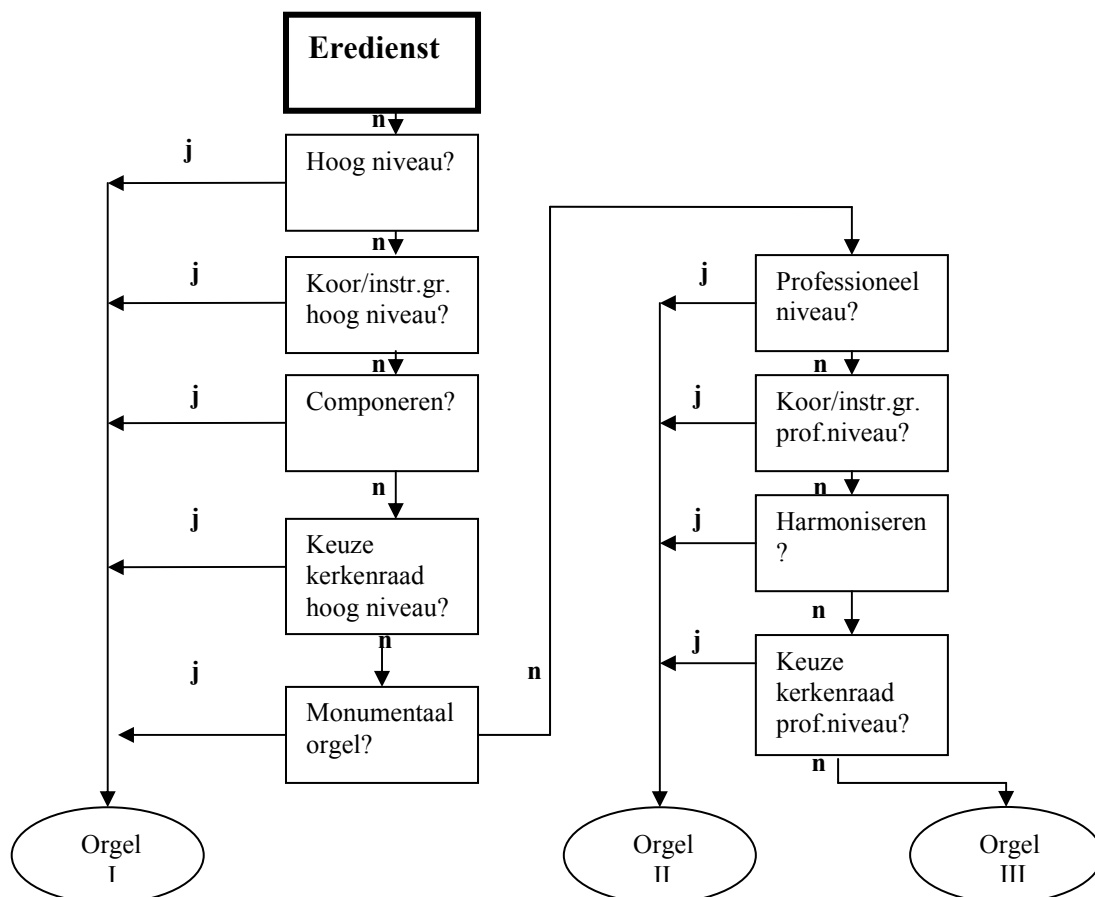 Eredienst
n
j
Hoog niveau?
n
j
Koor/instr.gr.
hoog niveau?
n
j
Componeren?
n
j
Keuze
kerkenraad
hoog niveau?
n
j
Monumentaal
orgel?
n
Professioneel
niveau?
j
n
Koor/instr.gr.
prof.niveau?
j
n
Harmoniseren
?
j
n
Keuze
kerkenraad
prof.niveau?
j
n
Orgel
I
Orgel
II
Orgel
III